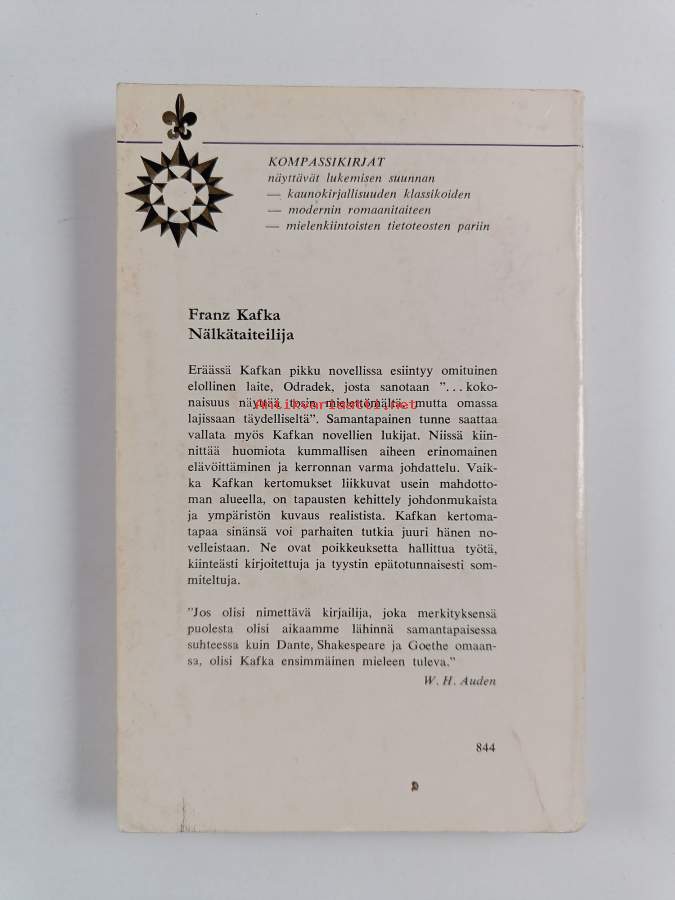 KOMPASSIKIRJAT
näyttävät lukemisen suunnan
— kaunokirjallisuuden klassikoiden
— modernin romaanitaiteen
— mielenkiintoisten tietoteosten pariin
Franz Kafka
Nälkätaiteilija
Eräässä Kafkan pikku novellissa esiintyy omituinen
elollinen laite, Odradek, josta sanotaan "...koko-
naisuus näyttää tosin mielettömältä, mutta omassa
Antikvariaatti.net
lajissaan täydelliseltä". Samantapainen tunne saattaa
vallata myös Kafkan novellien lukijat. Niissä kiin-
nittää huomiota kummallisen aiheen erinomainen
elävöittäminen ja kerronnan varma johdattelu. Vaik-
ka Kafkan kertomukset liikkuvat usein mahdotto-
man alueella, on tapausten kehittely johdonmukaista
ja ympäristön kuvaus realistista. Kafkan kertoma-
tapaa sinänsä voi parhaiten tutkia juuri hänen no-
velleistaan. Ne ovat poikkeuksetta hallittua työtä,
kiinteästi kirjoitettuja ja tyystin epätotunnaisesti som-
miteltuja.
"Jos olisi nimettävä kirjailija, joka merkityksensä
puolesta olisi aikaamme lähinnä samantapaisessa
suhteessa kuin Dante, Shakespeare ja Goethe omaan-
sa, olisi Kafka ensimmäinen mieleen tuleva."
W. H. Auden
844